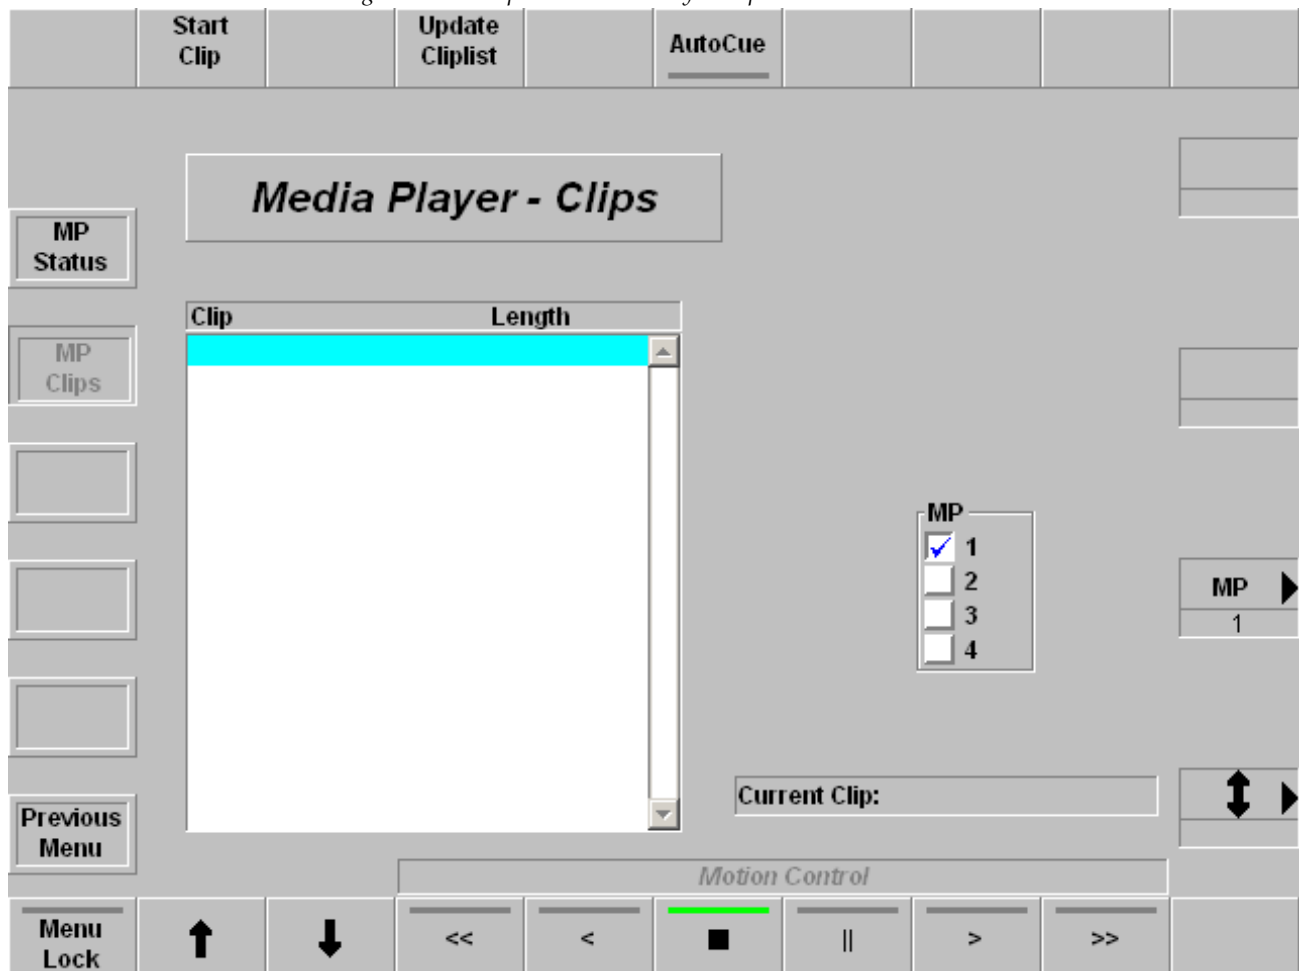 Start
Clip
Update
Cliplist
AutoCue
Media Player - Clips
MP
Status
MP
Clips
Clip Length
MP
1
2
3
4
MP
1
Current Clip:
Previous
Menu
Motion Control
Menu
Lock
<<
<
||
>
>>